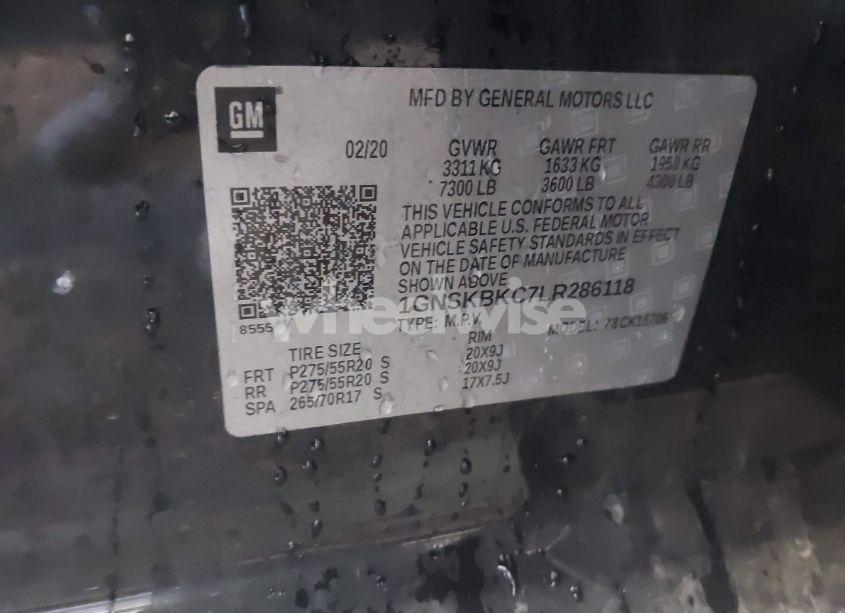 GM
MFD BY GENERAL MOTORS LLC
02/20 GVWR GAWR FRT GAWR RR
3311 KG 1633 KG 1950 KG
7300 LB 3600 LB 4300 LB
THIS VEHICLE CONFORMS TO ALL
APPLICABLE U.S. FEDERAL MOTOR
VEHICLE SAFETY STANDARDS IN EFFECT
ON THE DATE OF MANUFACTURE
SHOWN ABOVE
1GNSKBKC7LR286118
8555 TYPE: M.P.V. MODEL: 78CK15706
TIRE SIZE RIM
FRT P275/55R20 S 20X9J
RR P275/55R20 S 20X9J
SPA 265/70R17 S 17X7.5J